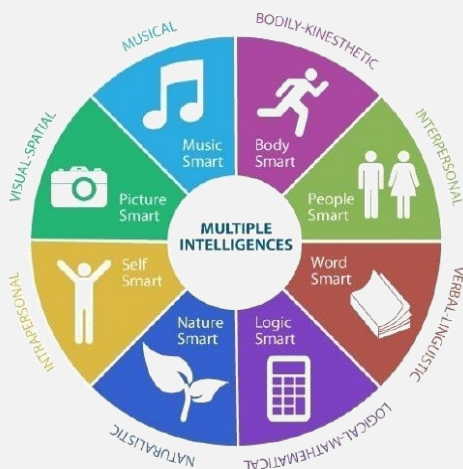 MUSICAL
BODILY-KINESTHETIC
VISUAL-SPATIAL
INTERPERSONAL
Music
Smart
Body
Smart
Picture
Smart
People
Smart
MULTIPLE
INTELLIGENCES
Self
Smart
Word
Smart
Nature
Smart
Logic
Smart
INTRAPERSONAL
VERBAL-LINGUISTIC
NATURALISTIC
LOGICAL-MATHEMATICAL